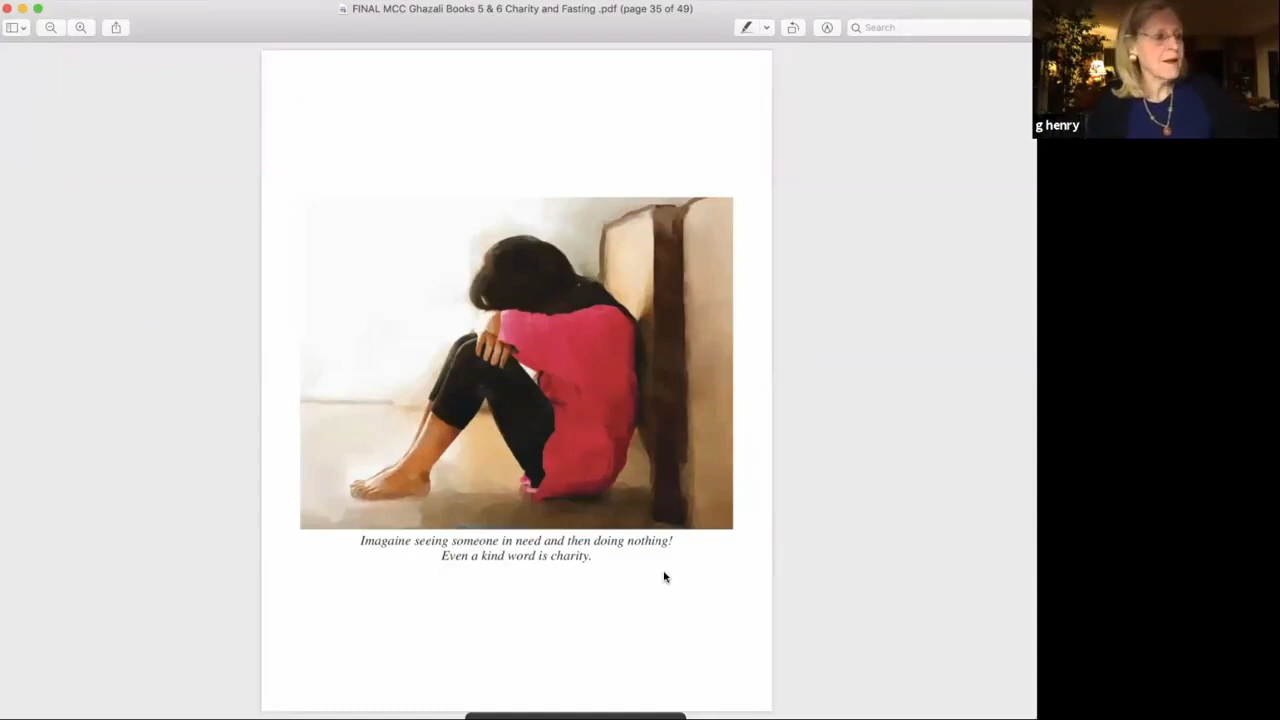 FINAL MCC Ghazali Books 5 & 6 Charity and Fasting .pdf (page 35 of 49)
Search
g henry
Imagaine seeing someone in need and then doing nothing!
Even a kind word is charity.